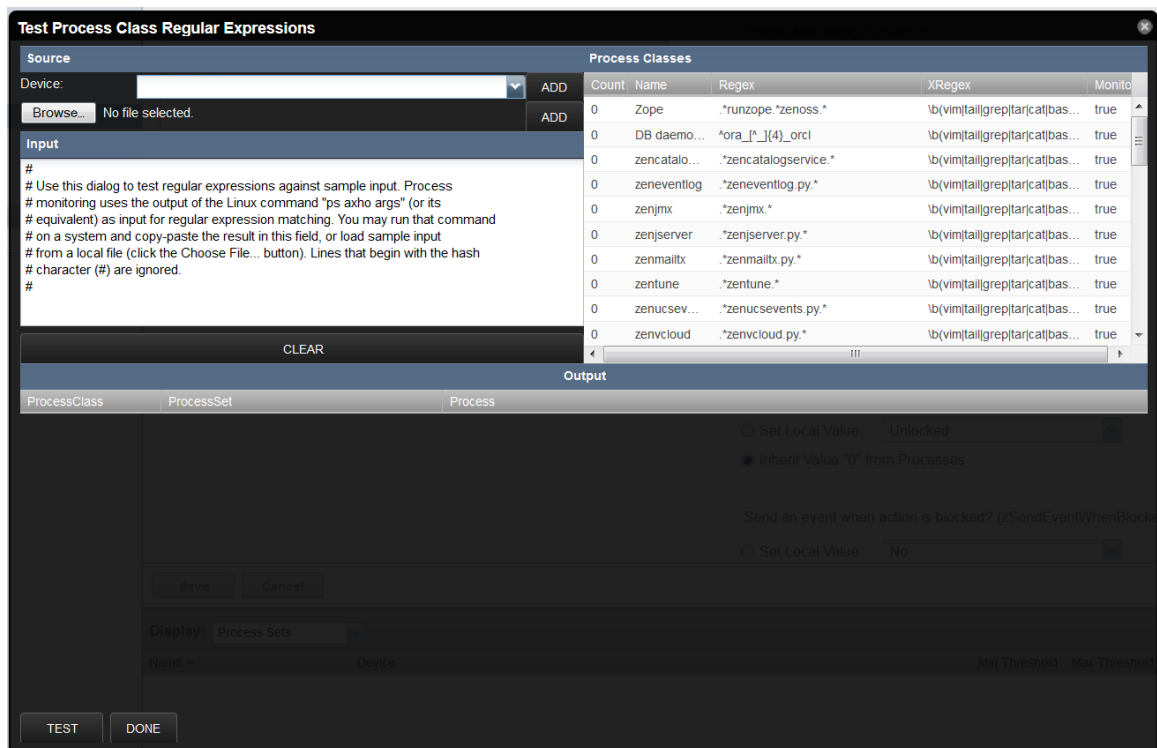 Test Process Class Regular Expressions
Source
Device:
ADD
Browse... No file selected.
ADD
Input
#
# Use this dialog to test regular expressions against sample input. Process
# monitoring uses the output of the Linux command "ps axho args" (or its
# equivalent) as input for regular expression matching. You may run that command
# on a system and copy-paste the result in this field, or load sample input
# from a local file (click the Choose File... button). Lines that begin with the hash
# character (#) are ignored.
#
CLEAR
Process Classes
Count Name Regex XRegex Monito
0 Zope .*runzope.*zenoss.* \b(vim|tail|grep|tar|cat|bas... true
0 DB daemo... ^ora_[^_]{4}_orcl \b(vim|tail|grep|tar|cat|bas... true
0 zencatalo... .*zencatalogservice.* \b(vim|tail|grep|tar|cat|bas... true
0 zeneventlog .*zeneventlog.py.* \b(vim|tail|grep|tar|cat|bas... true
0 zenjmx .*zenjmx.* \b(vim|tail|grep|tar|cat|bas... true
0 zenjserver .*zenjserver.py.* \b(vim|tail|grep|tar|cat|bas... true
0 zenmailtx .*zenmailtx.py.* \b(vim|tail|grep|tar|cat|bas... true
0 zentune .*zentune.* \b(vim|tail|grep|tar|cat|bas... true
0 zenucsev... .*zenucsevents.py.* \b(vim|tail|grep|tar|cat|bas... true
0 zenvcloud .*zenvcloud.py.* \b(vim|tail|grep|tar|cat|bas... true
Output
ProcessClass ProcessSet Process
Set Local Value: Unlocked
Inherit Value "0" from Processes
Send an event when action is blocked? (zSendEventWhenBlocke
Set Local Value: No
Save Cancel
Display: Process Sets
Name Device Min Threshold Max Threshold
TEST DONE